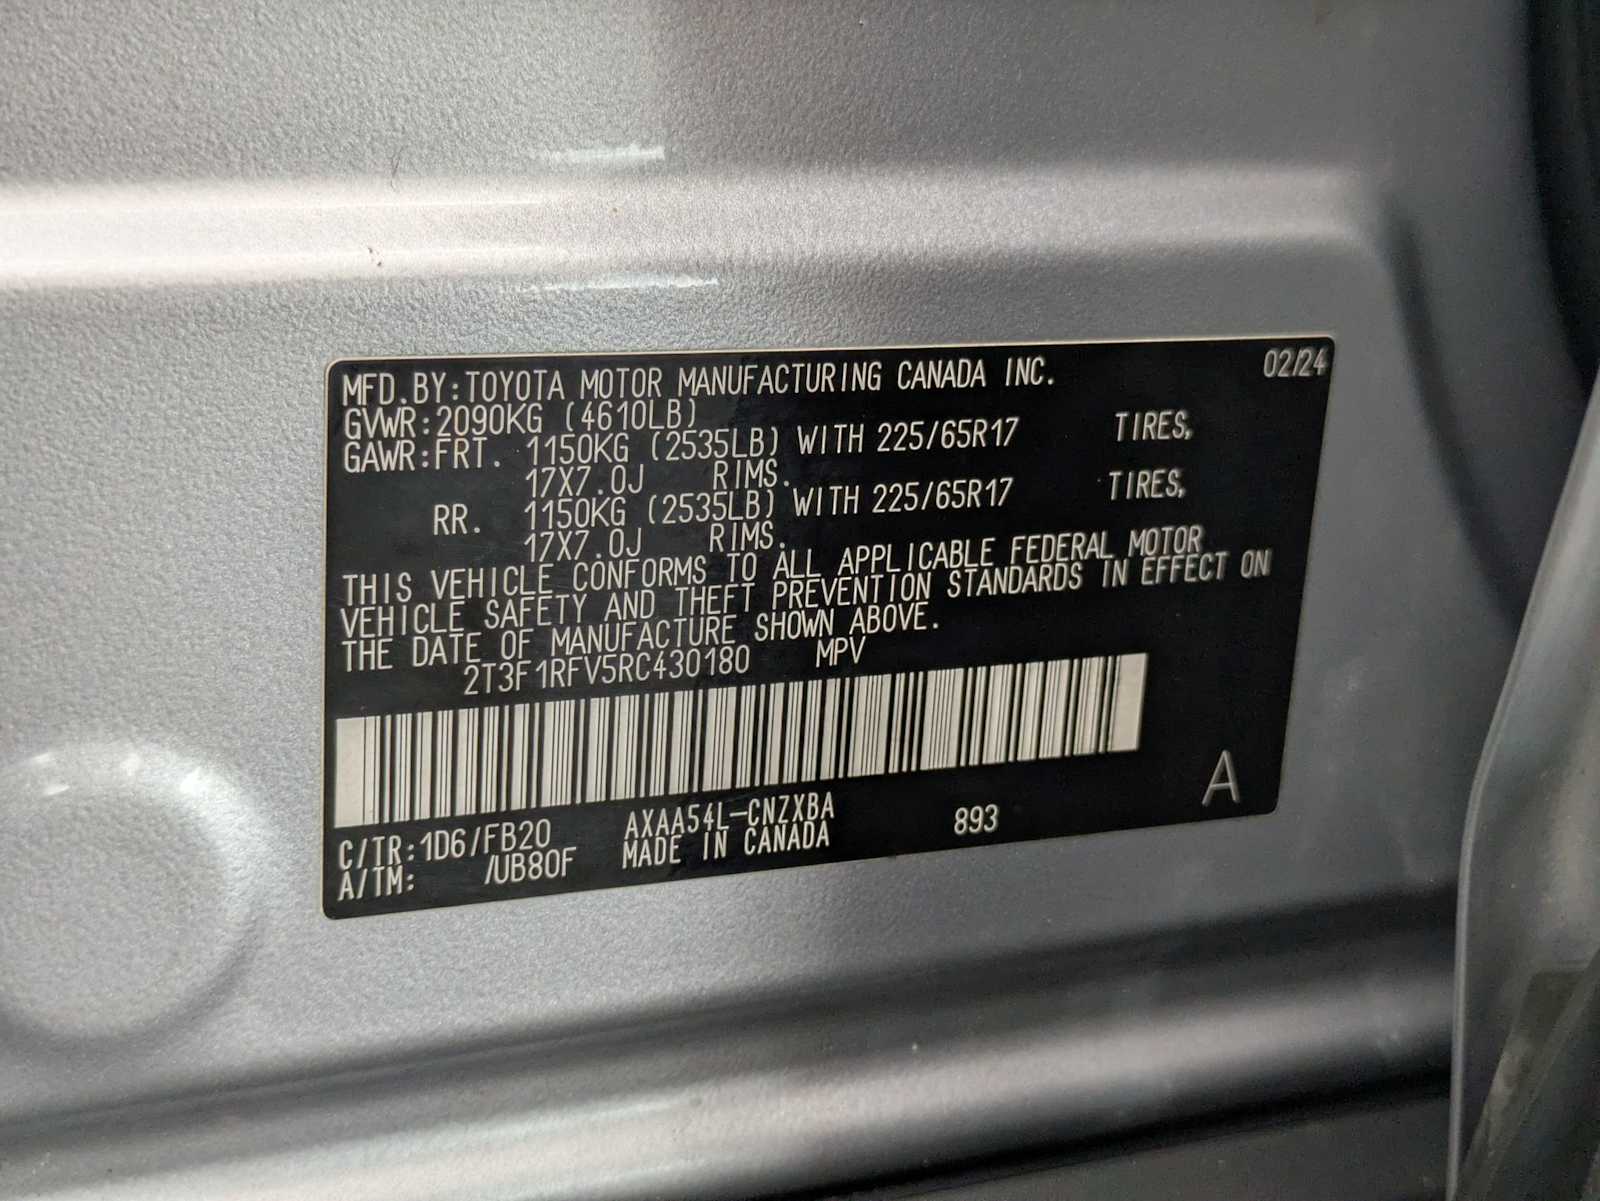 MFD.BY:TOYOTA MOTOR MANUFACTURING CANADA INC. 02/24
GVWR:2090KG (4610LB)
GAWR:FRT. 1150KG (2535LB) WITH 225/65R17 TIRES,
17X7.0J RIMS.
RR. 1150KG (2535LB) WITH 225/65R17 TIRES,
17X7.0J RIMS.
THIS VEHICLE CONFORMS TO ALL APPLICABLE FEDERAL MOTOR
VEHICLE SAFETY AND THEFT PREVENTION STANDARDS IN EFFECT ON
THE DATE OF MANUFACTURE SHOWN ABOVE.
2T3F1RFV5RC430180 MPV
C/TR:1D6/FB20 AXAA54L-CNZXBA 893 A
A/TM: /UB80F MADE IN CANADA